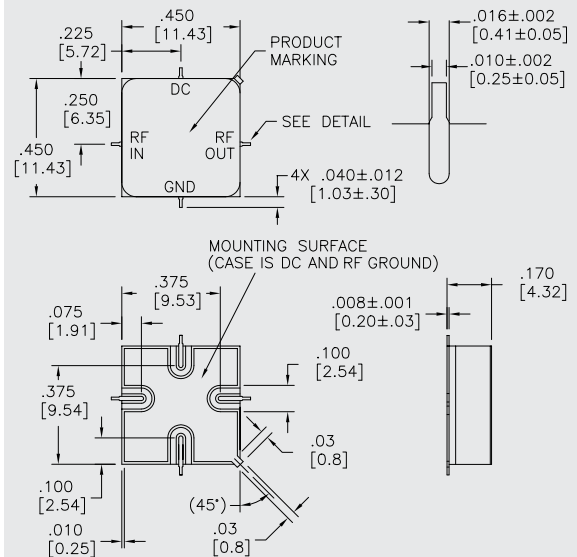 .450
[11.43]
.225
[5.72]
PRODUCT
MARKING
.016±.002
[0.41±0.05]
.010±.002
[0.25±0.05]
DC
.250
[6.35]
SEE DETAIL
RF
IN
RF
OUT
.450
[11.43]
GND
4X .040±.012
[1.03±.30]
MOUNTING SURFACE
(CASE IS DC AND RF GROUND)
.375
[9.53]
.170
[4.32]
.075
[1.91]
.008±.001
[0.20±.03]
.100
[2.54]
.375
[9.54]
.03
[0.8]
.100
[2.54]
(45°)
.03
[0.8]
.010
[0.25]